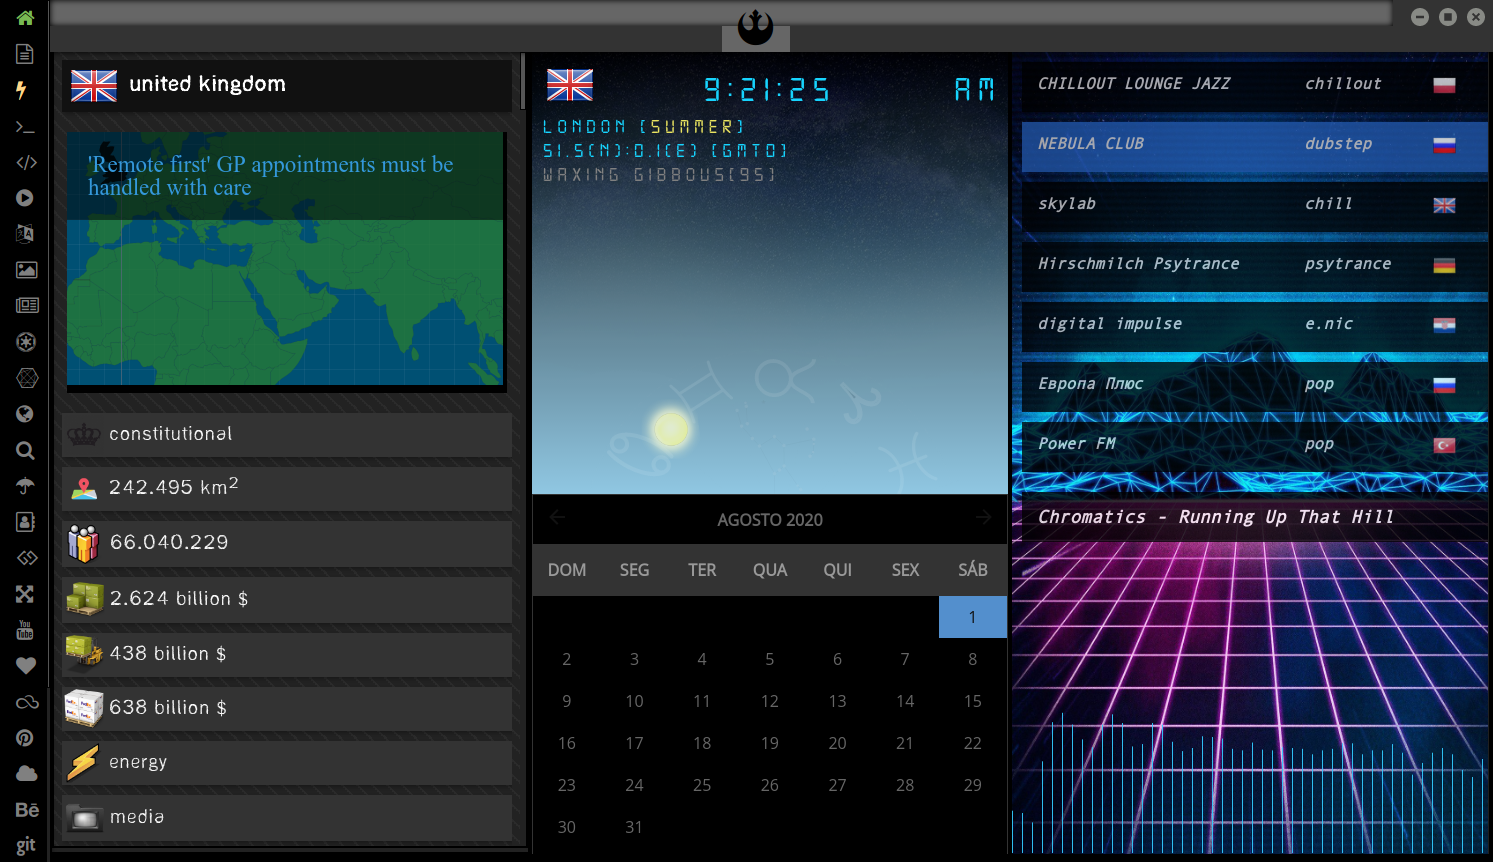 united kingdom
'Remote first' GP appointments must be
handled with care
constitutional
242.495 km²
66.040.229
2.624 billion $
438 billion $
638 billion $
energy
media
9:21:25 AM
LONDON (SUMMER)
51.5(N):0.1(E) (GMT0)
WAXING GIBBOUS(95)
AGOSTO 2020
DOM SEG TER QUA QUI SEX SÁB
1
2 3 4 5 6 7 8
9 10 11 12 13 14 15
16 17 18 19 20 21 22
23 24 25 26 27 28 29
30 31
CHILLOUT LOUNGE JAZZ chillout
NEBULA CLUB dubstep
skylab chill
Hirschmilch Psytrance psytrance
digital impulse e.nic
Европа Плюс pop
Power FM pop
Chromatics - Running Up That Hill
You
Tube
Bē
git